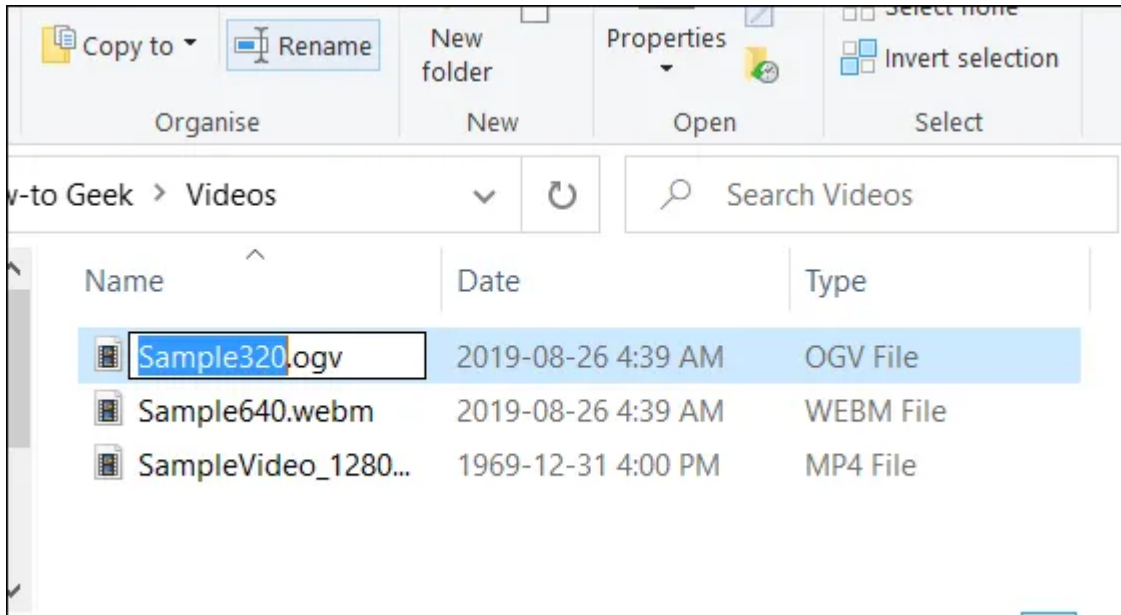 Select none
Copy to
Rename
New
folder
Properties
Invert selection
Organise
New
Open
Select
w-to Geek > Videos
Search Videos
Name
Date
Type
Sample320.ogv
2019-08-26 4:39 AM
OGV File
Sample640.webm
2019-08-26 4:39 AM
WEBM File
SampleVideo_1280...
1969-12-31 4:00 PM
MP4 File